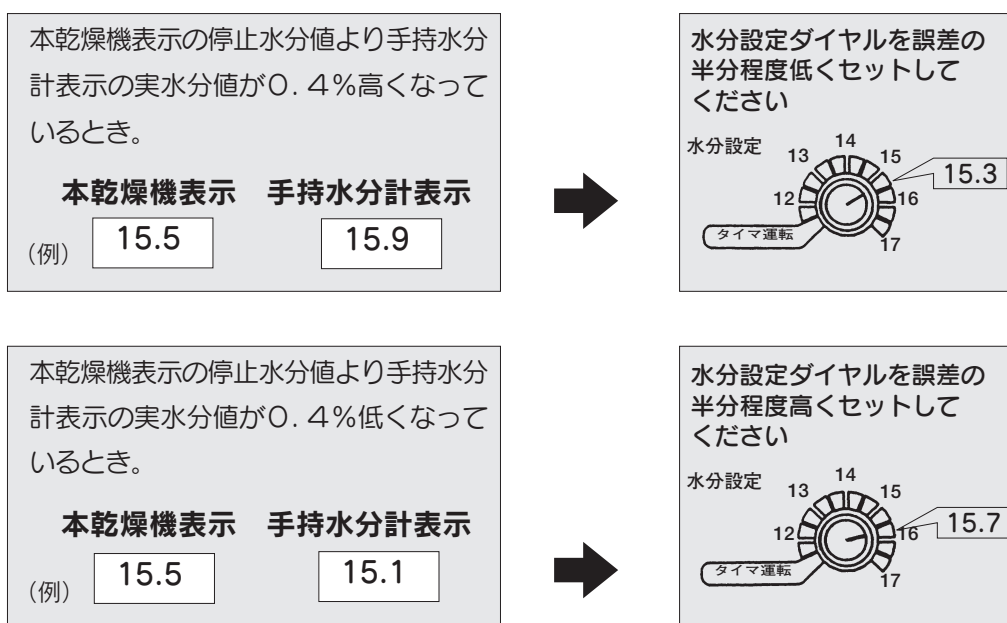 本乾燥機表示の停止水分値より手持水分
計表示の実水分値が０．４％高くなって
いるとき。
本乾燥機表示 手持水分計表示
（例） 15.5 15.9
水分設定ダイヤルを誤差の
半分程度低くセットして
ください
水分設定
12 13 14 15 16 17
15.3
タイマ運転
本乾燥機表示の停止水分値より手持水分
計表示の実水分値が０．４％低くなって
いるとき。
本乾燥機表示 手持水分計表示
（例） 15.5 15.1
水分設定ダイヤルを誤差の
半分程度高くセットして
ください
水分設定
12 13 14 15 16 17
15.7
タイマ運転